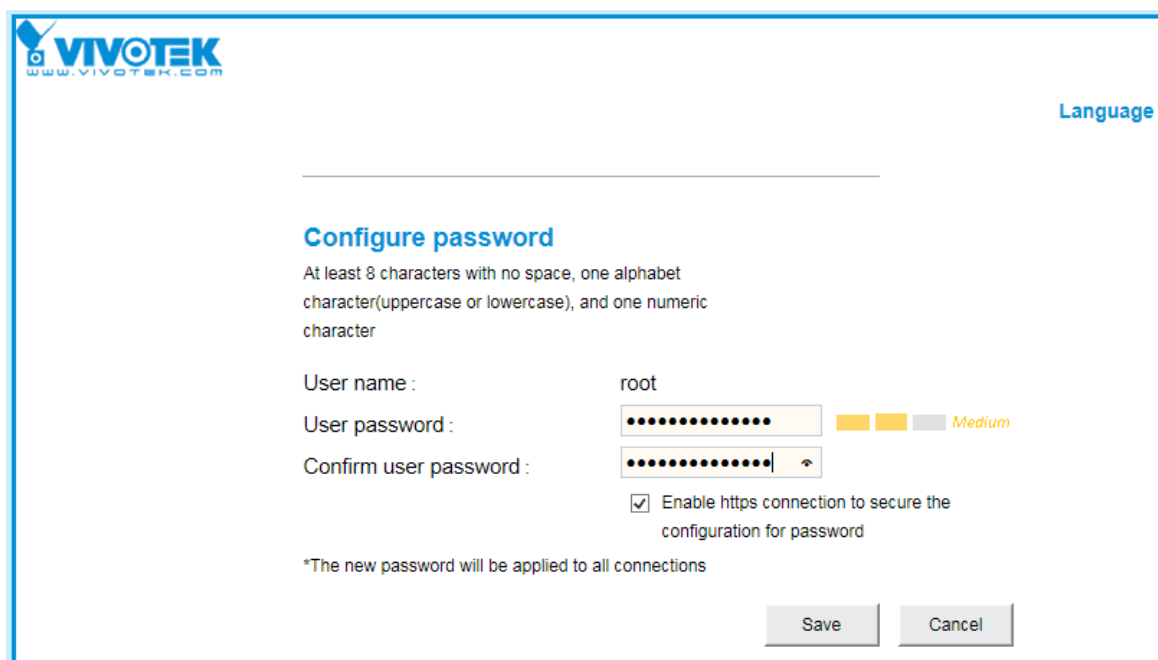 VIVOTEK
www.vivotek.com
Language
Configure password
At least 8 characters with no space, one alphabet
character(uppercase or lowercase), and one numeric
character
User name : root
User password : •••••••••••••• Medium
Confirm user password : ••••••••••••••
Enable https connection to secure the
configuration for password
*The new password will be applied to all connections
Save Cancel